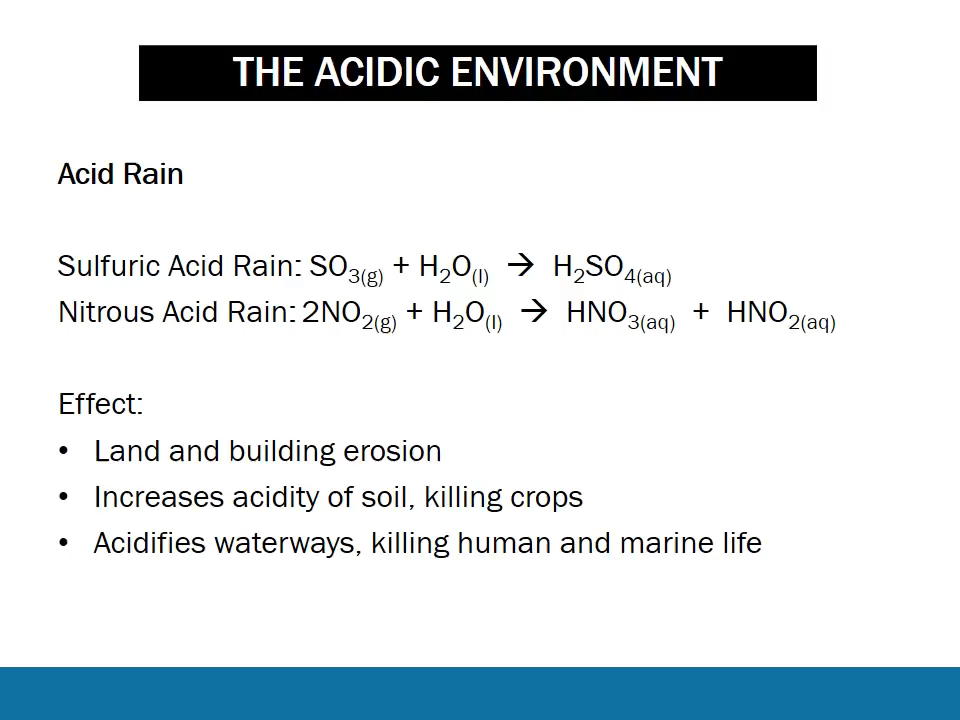 THE ACIDIC ENVIRONMENT
Acid Rain
Sulfuric Acid Rain: SO₃(g) + H₂O(l) → H₂SO₄(aq)
Nitrous Acid Rain: 2NO₂(g) + H₂O(l) → HNO₃(aq) + HNO₂(aq)
Effect:
• Land and building erosion
• Increases acidity of soil, killing crops
• Acidifies waterways, killing human and marine life